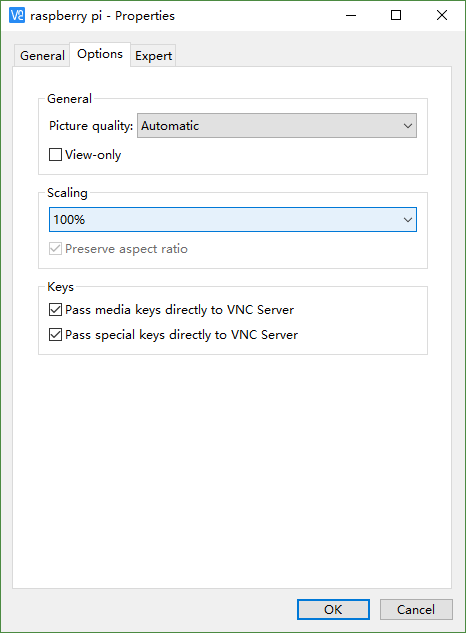 raspberry pi - Properties
General Options Expert
General
Picture quality: Automatic
View-only
Scaling
100%
Preserve aspect ratio
Keys
Pass media keys directly to VNC Server
Pass special keys directly to VNC Server
OK Cancel